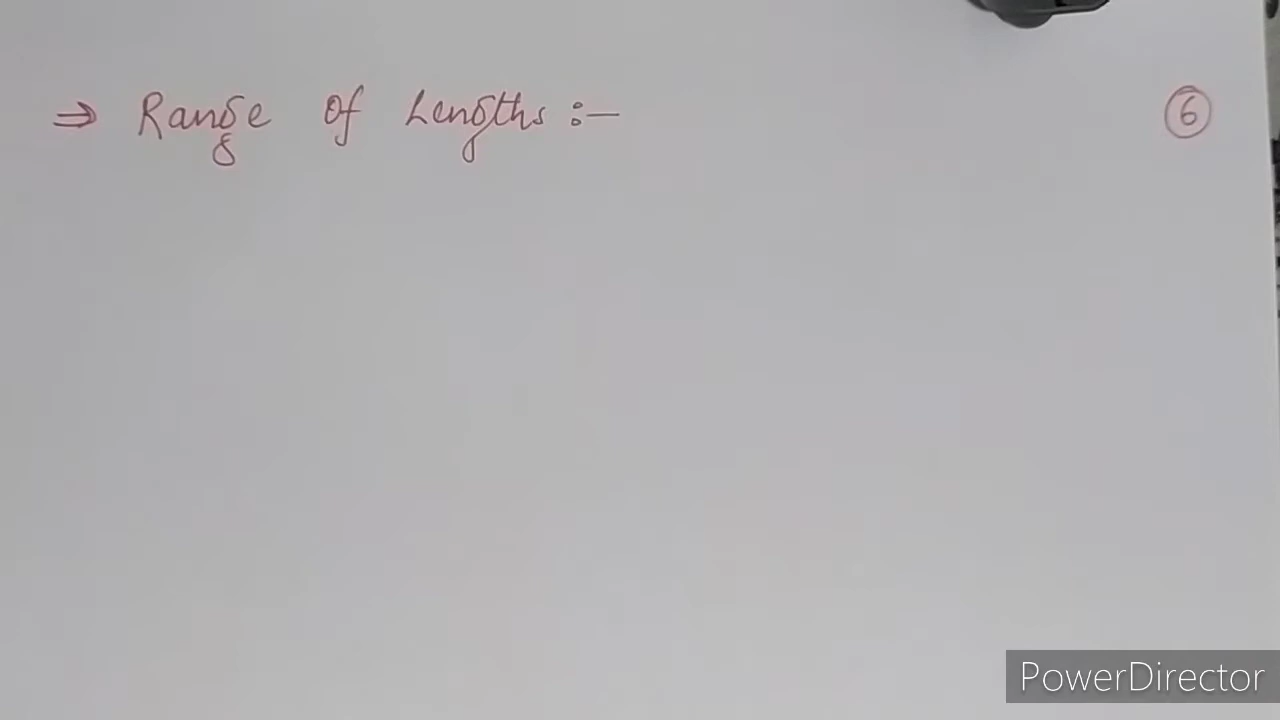 ⇒ Range Of Lengths :- 6
PowerDirector